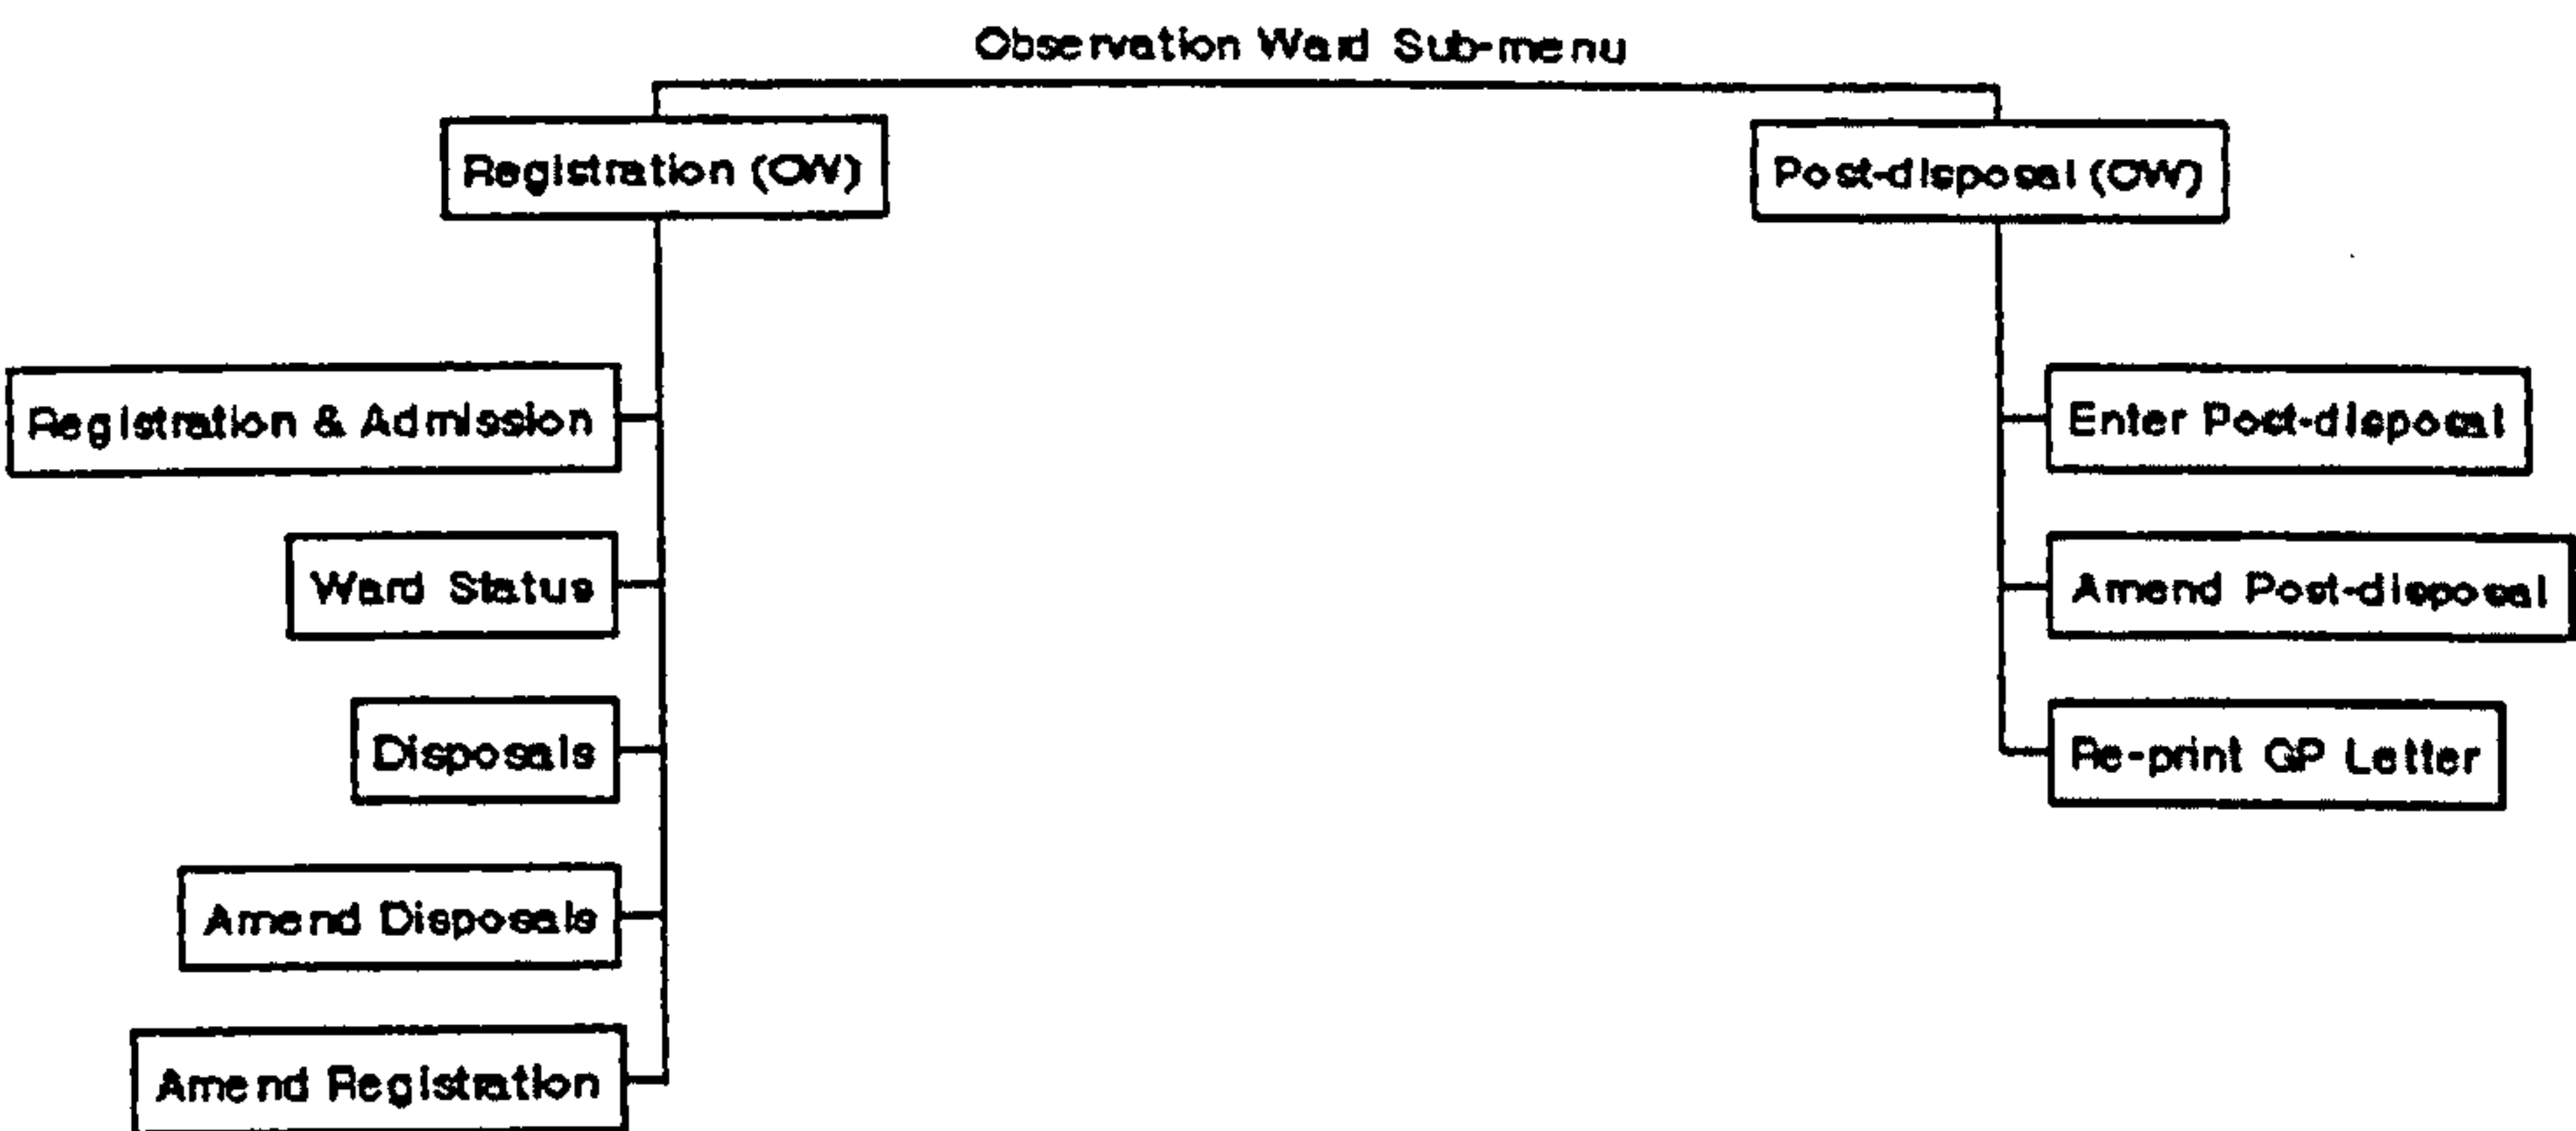 Observation Ward Sub-menu
Registration (OW)
Post-disposal (OW)
Registration & Admission
Ward Status
Disposals
Amend Disposals
Amend Registration
Enter Post-disposal
Amend Post-disposal
Re-print GP Letter